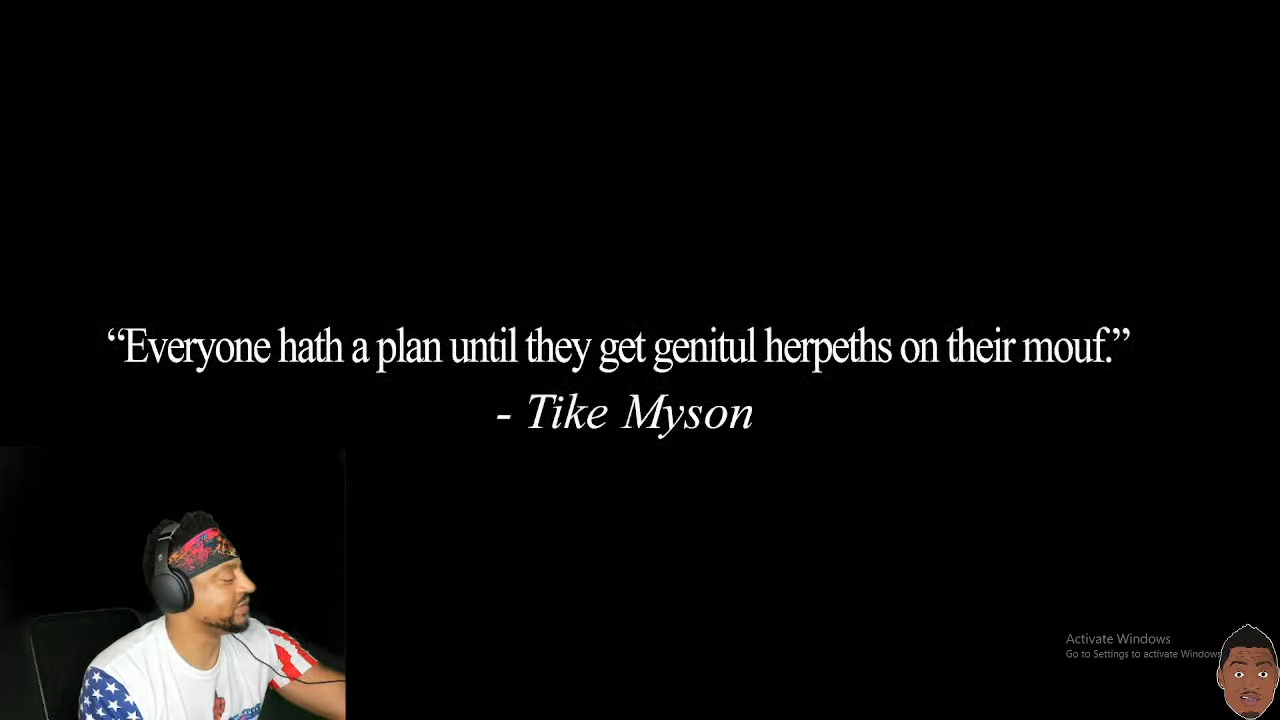 “Everyone hath a plan until they get genitul herpeths on their mouf.”
- Tike Myson
Activate Windows
Go to Settings to activate Windows